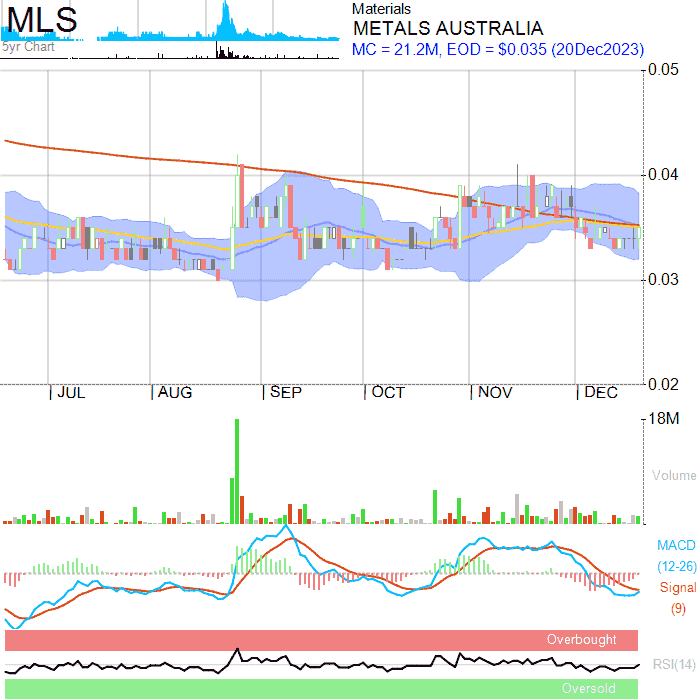 MLS
5yr Chart
Materials
METALS AUSTRALIA
MC = 21.2M, EOD = $0.035 (20Dec2023)
0.05
0.04
0.03
0.02
JUL AUG SEP OCT NOV DEC
18M
Volume
MACD
(12-26)
Signal
(9)
Overbought
RSI(14)
Oversold